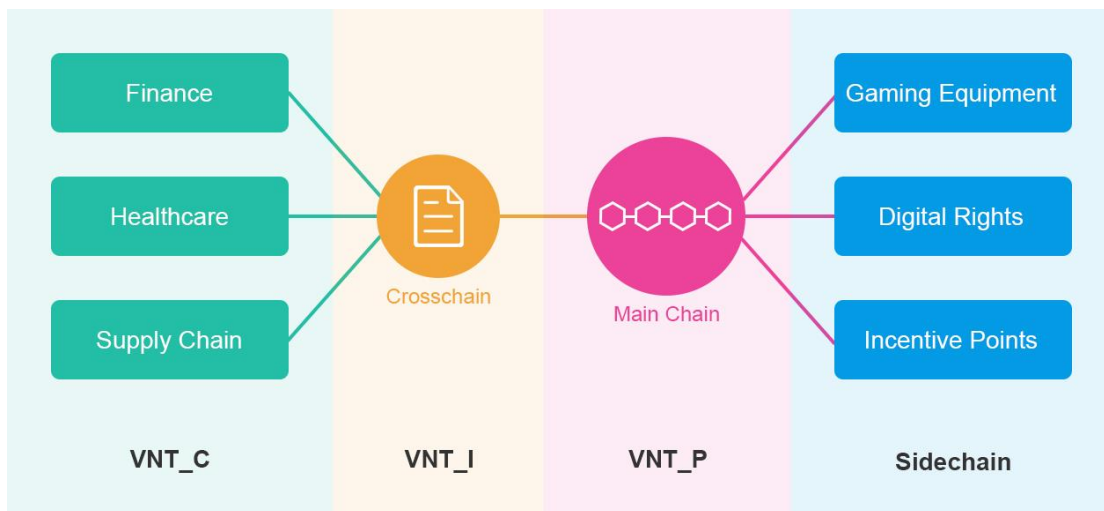 Finance
Healthcare
Supply Chain
VNT_C
Crosschain
VNT_I
Main Chain
VNT_P
Gaming Equipment
Digital Rights
Incentive Points
Sidechain